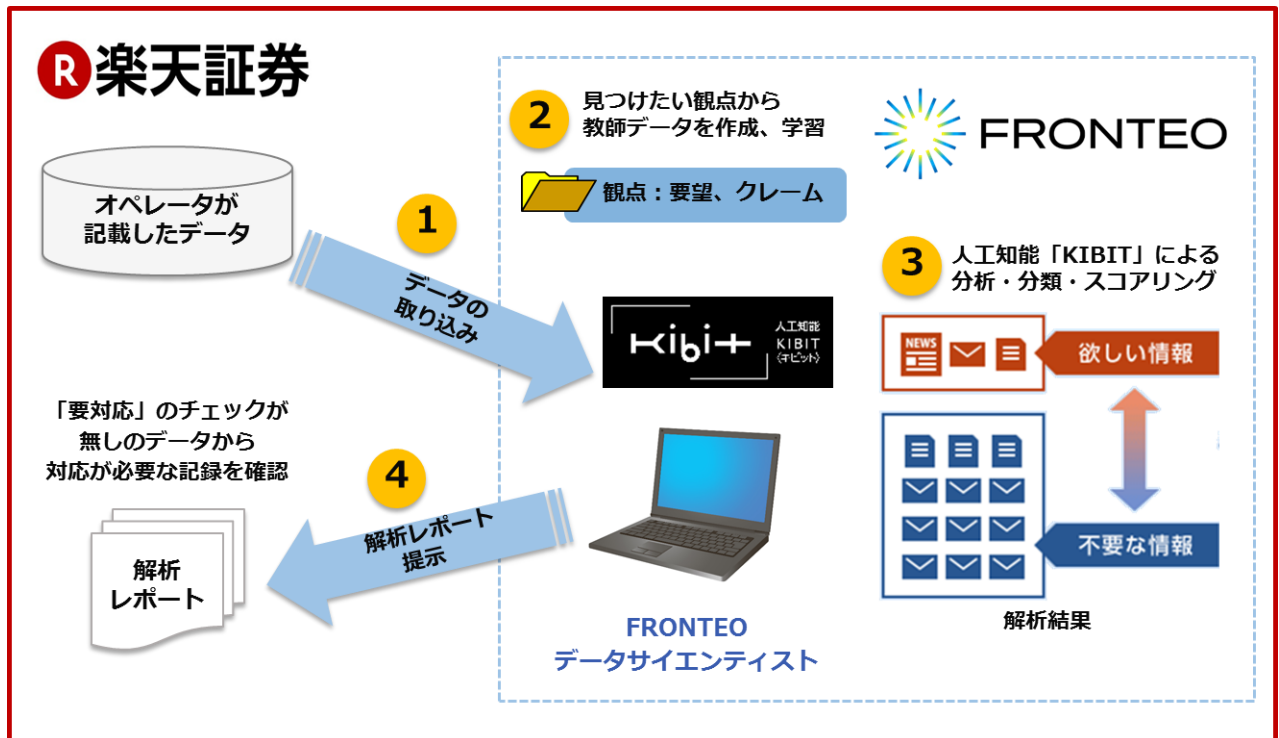 R楽天証券
オペレータが
記載したデータ
1
データの
取り込み
2
見つけたい観点から
教師データを作成、学習
観点：要望、クレーム
FRONTEO
kibit
人工知能
KIBIT
〈キビット〉
3
人工知能「KIBIT」による
分析・分類・スコアリング
NEWS
欲しい情報
不要な情報
解析結果
FRONTEO
データサイエンティスト
4
解析レポート
提示
「要対応」のチェックが
無しのデータから
対応が必要な記録を確認
解析
レポート